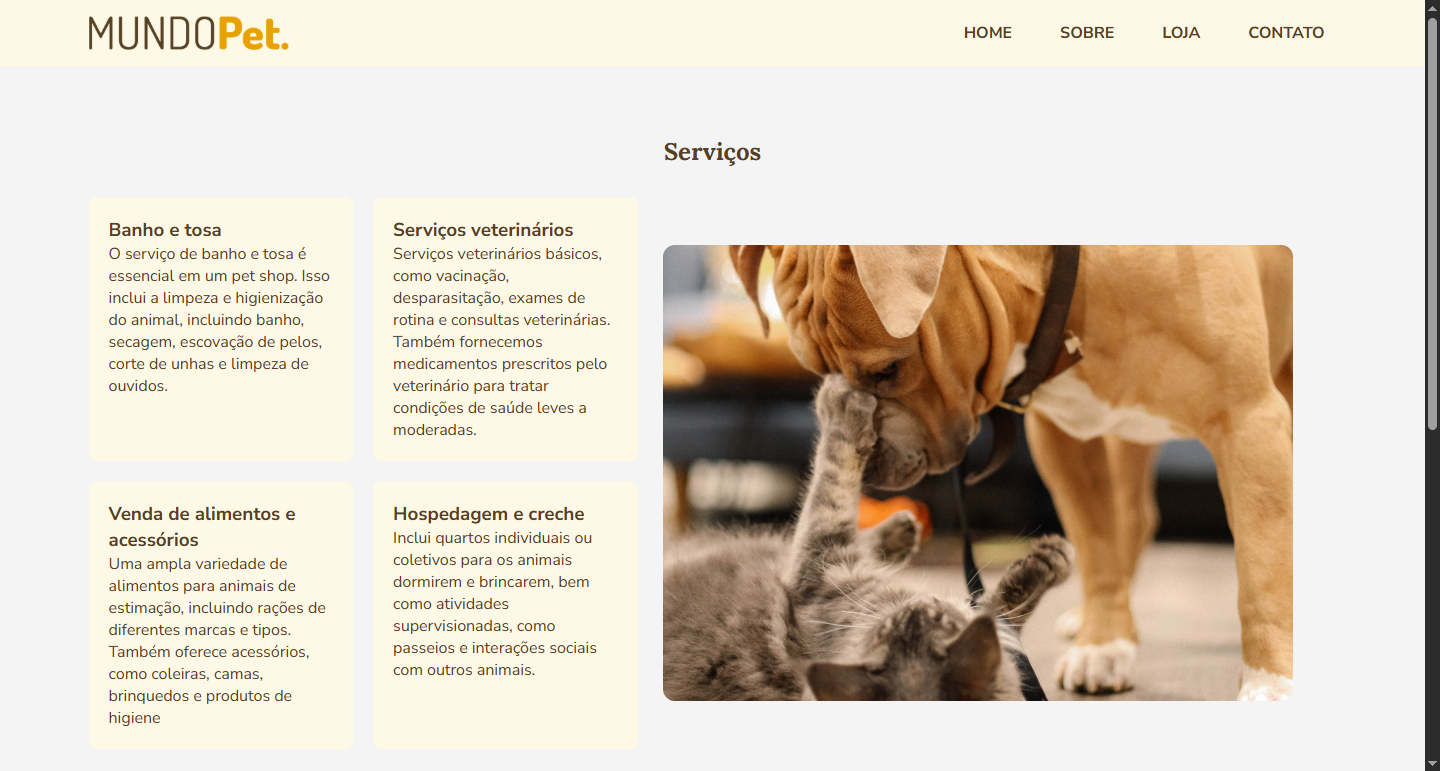 MUNDOPet.
HOME SOBRE LOJA CONTATO
Serviços
Banho e tosa
O serviço de banho e tosa é
essencial em um pet shop. Isso
inclui a limpeza e higienização
do animal, incluindo banho,
secagem, escovação de pelos,
corte de unhas e limpeza de
ouvidos.
Serviços veterinários
Serviços veterinários básicos,
como vacinação,
desparasitação, exames de
rotina e consultas veterinárias.
Também fornecemos
medicamentos prescritos pelo
veterinário para tratar
condições de saúde leves a
moderadas.
Venda de alimentos e
acessórios
Uma ampla variedade de
alimentos para animais de
estimação, incluindo rações de
diferentes marcas e tipos.
Também oferece acessórios,
como coleiras, camas,
brinquedos e produtos de
higiene
Hospedagem e creche
Inclui quartos individuais ou
coletivos para os animais
dormirem e brincarem, bem
como atividades
supervisionadas, como
passeios e interações sociais
com outros animais.